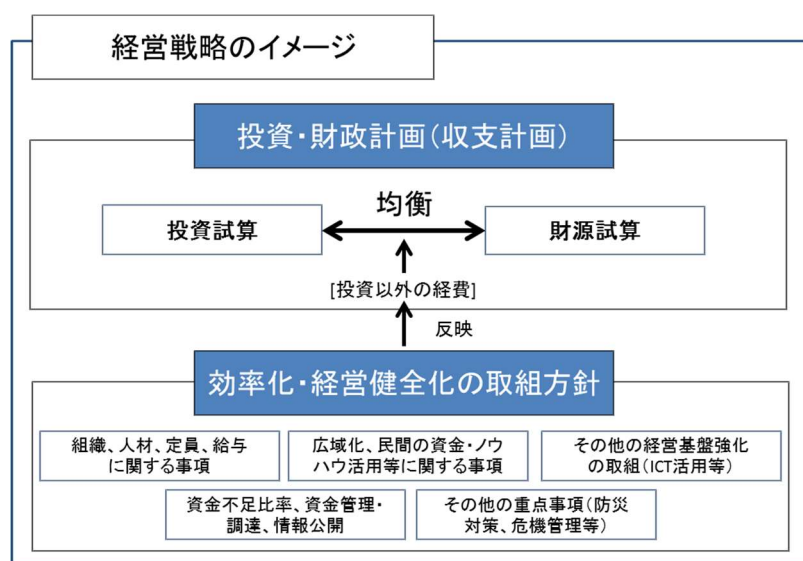 経営戦略のイメージ
投資・財政計画（収支計画）
均衡
投資試算
財源試算
[投資以外の経費]
反映
効率化・経営健全化の取組方針
組織、人材、定員、給与
に関する事項
広域化、民間の資金・ノウ
ハウ活用等に関する事項
その他の経営基盤強化
の取組（ICT活用等）
資金不足比率、資金管理・
調達、情報公開
その他の重点事項（防災
対策、危機管理等）